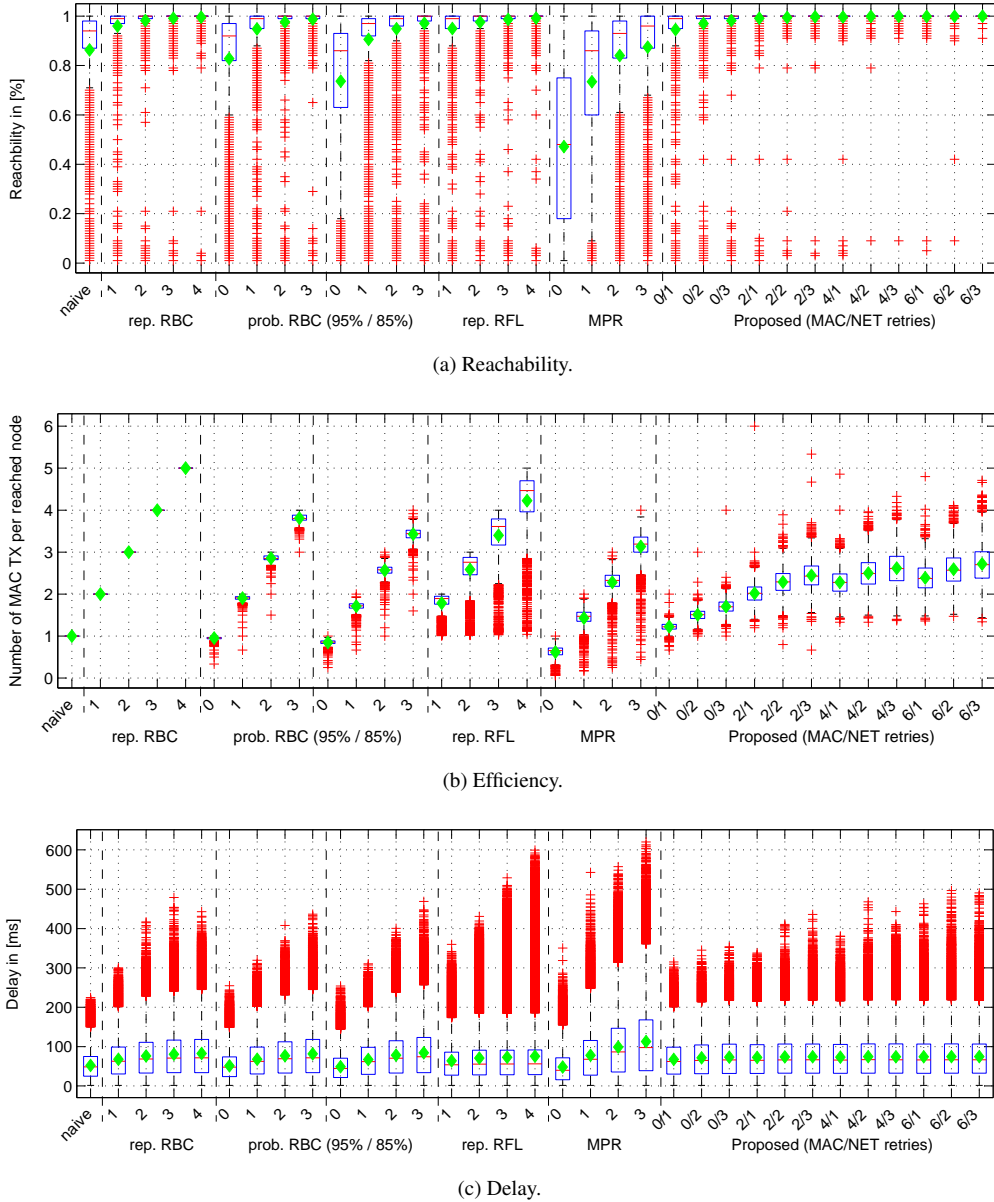 Reachbility in [%]
1
0.8
0.6
0.4
0.2
0
naive 1 2 3 4 0 1 2 3 0 1 2 3 1 2 3 4 0 1 2 3 0/1 0/2 0/3 2/1 2/2 2/3 4/1 4/2 4/3 6/1 6/2 6/3
rep. RBC prob. RBC (95% / 85%) rep. RFL MPR Proposed (MAC/NET retries)
(a) Reachability.
Number of MAC TX per reached node
6
5
4
3
2
1
0
naive 1 2 3 4 0 1 2 3 0 1 2 3 1 2 3 4 0 1 2 3 0/1 0/2 0/3 2/1 2/2 2/3 4/1 4/2 4/3 6/1 6/2 6/3
rep. RBC prob. RBC (95% / 85%) rep. RFL MPR Proposed (MAC/NET retries)
(b) Efficiency.
Delay in [ms]
600
500
400
300
200
100
0
naive 1 2 3 4 0 1 2 3 0 1 2 3 1 2 3 4 0 1 2 3 0/1 0/2 0/3 2/1 2/2 2/3 4/1 4/2 4/3 6/1 6/2 6/3
rep. RBC prob. RBC (95% / 85%) rep. RFL MPR Proposed (MAC/NET retries)
(c) Delay.